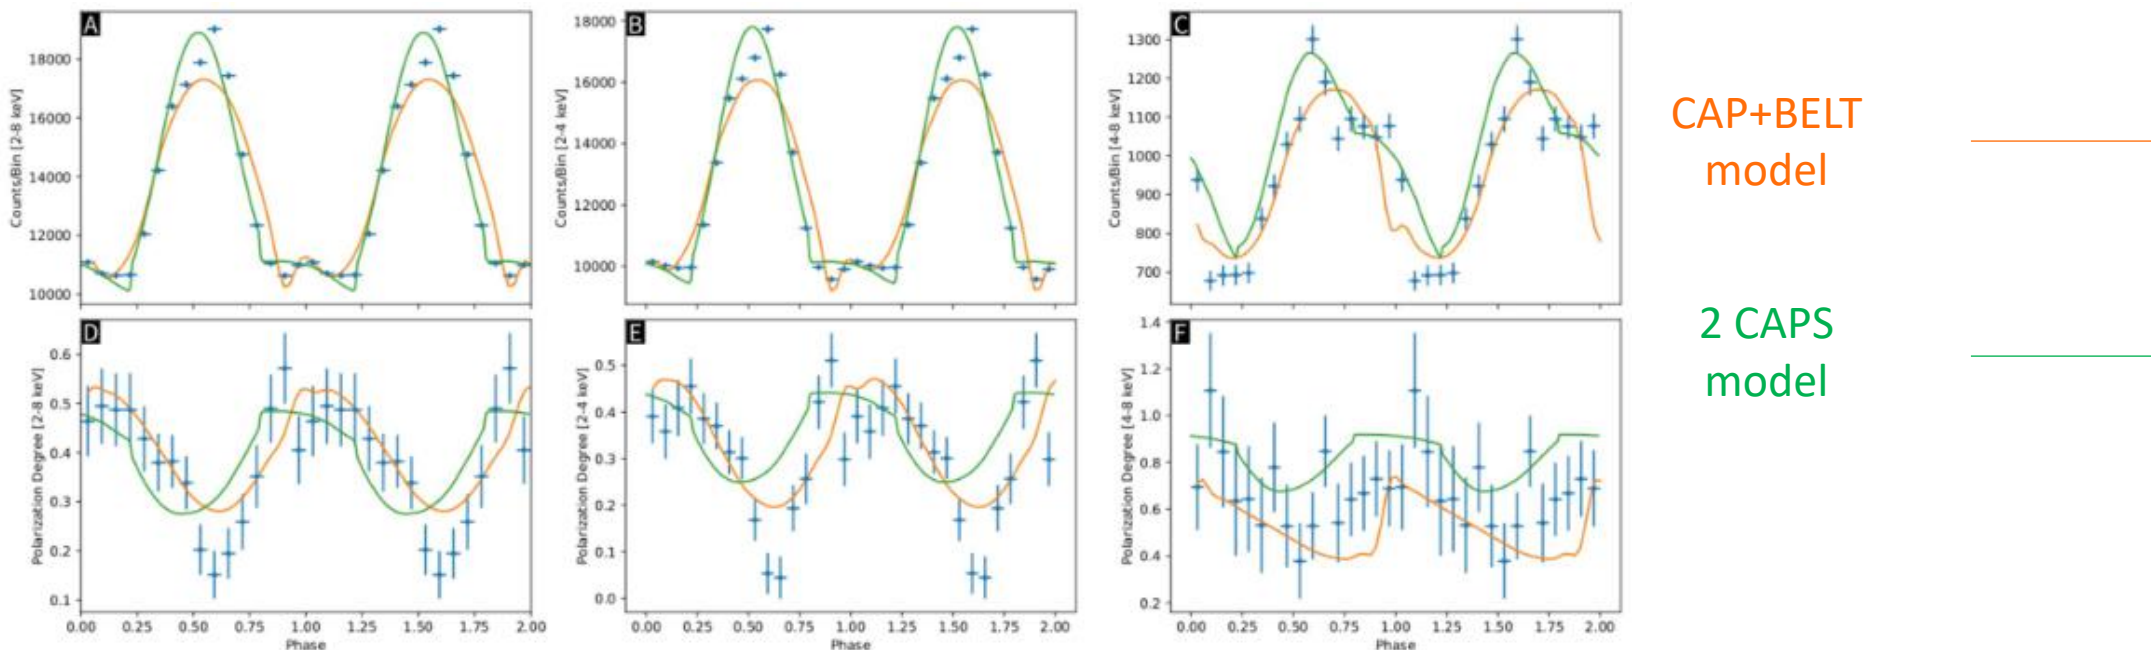 A
Counts/Bin [2-8 keV]
18000
16000
14000
12000
10000
B
Counts/Bin [2-4 keV]
18000
16000
14000
12000
10000
C
Counts/Bin [4-8 keV]
1300
1200
1100
1000
900
800
700
CAP+BELT
model
2 CAPS
model
D
Polarization Degree [2-8 keV]
0.6
0.5
0.4
0.3
0.2
0.1
0.00 0.25 0.50 0.75 1.00 1.25 1.50 1.75 2.00
Phase
E
Polarization Degree [2-4 keV]
0.5
0.4
0.3
0.2
0.1
0.0
0.00 0.25 0.50 0.75 1.00 1.25 1.50 1.75 2.00
Phase
F
Polarization Degree [4-8 keV]
1.4
1.2
1.0
0.8
0.6
0.4
0.2
0.00 0.25 0.50 0.75 1.00 1.25 1.50 1.75 2.00
Phase